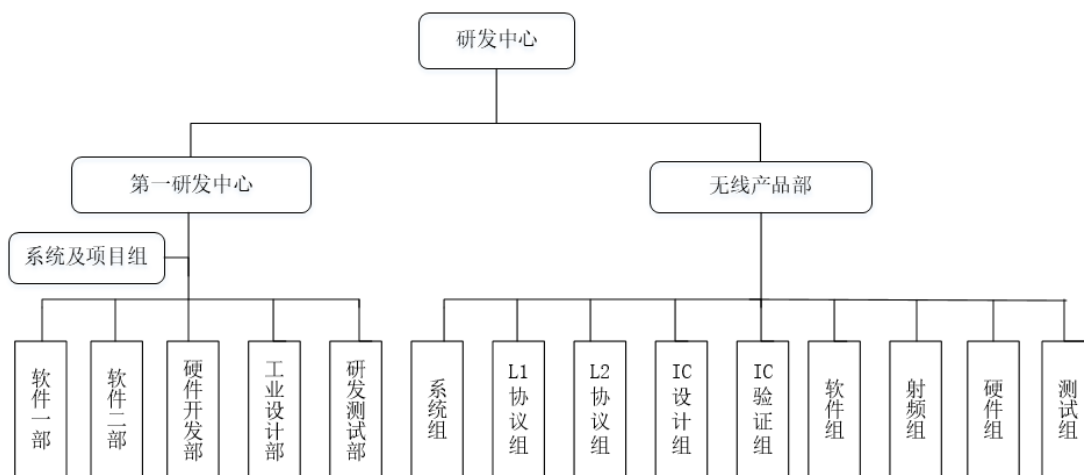 研发中心
第一研发中心
无线产品部
系统及项目组
软件一部
软件二部
硬件开发部
工业设计部
研发测试部
系统组
L1协议组
L2协议组
IC设计组
IC验证组
软件组
射频组
硬件组
测试组